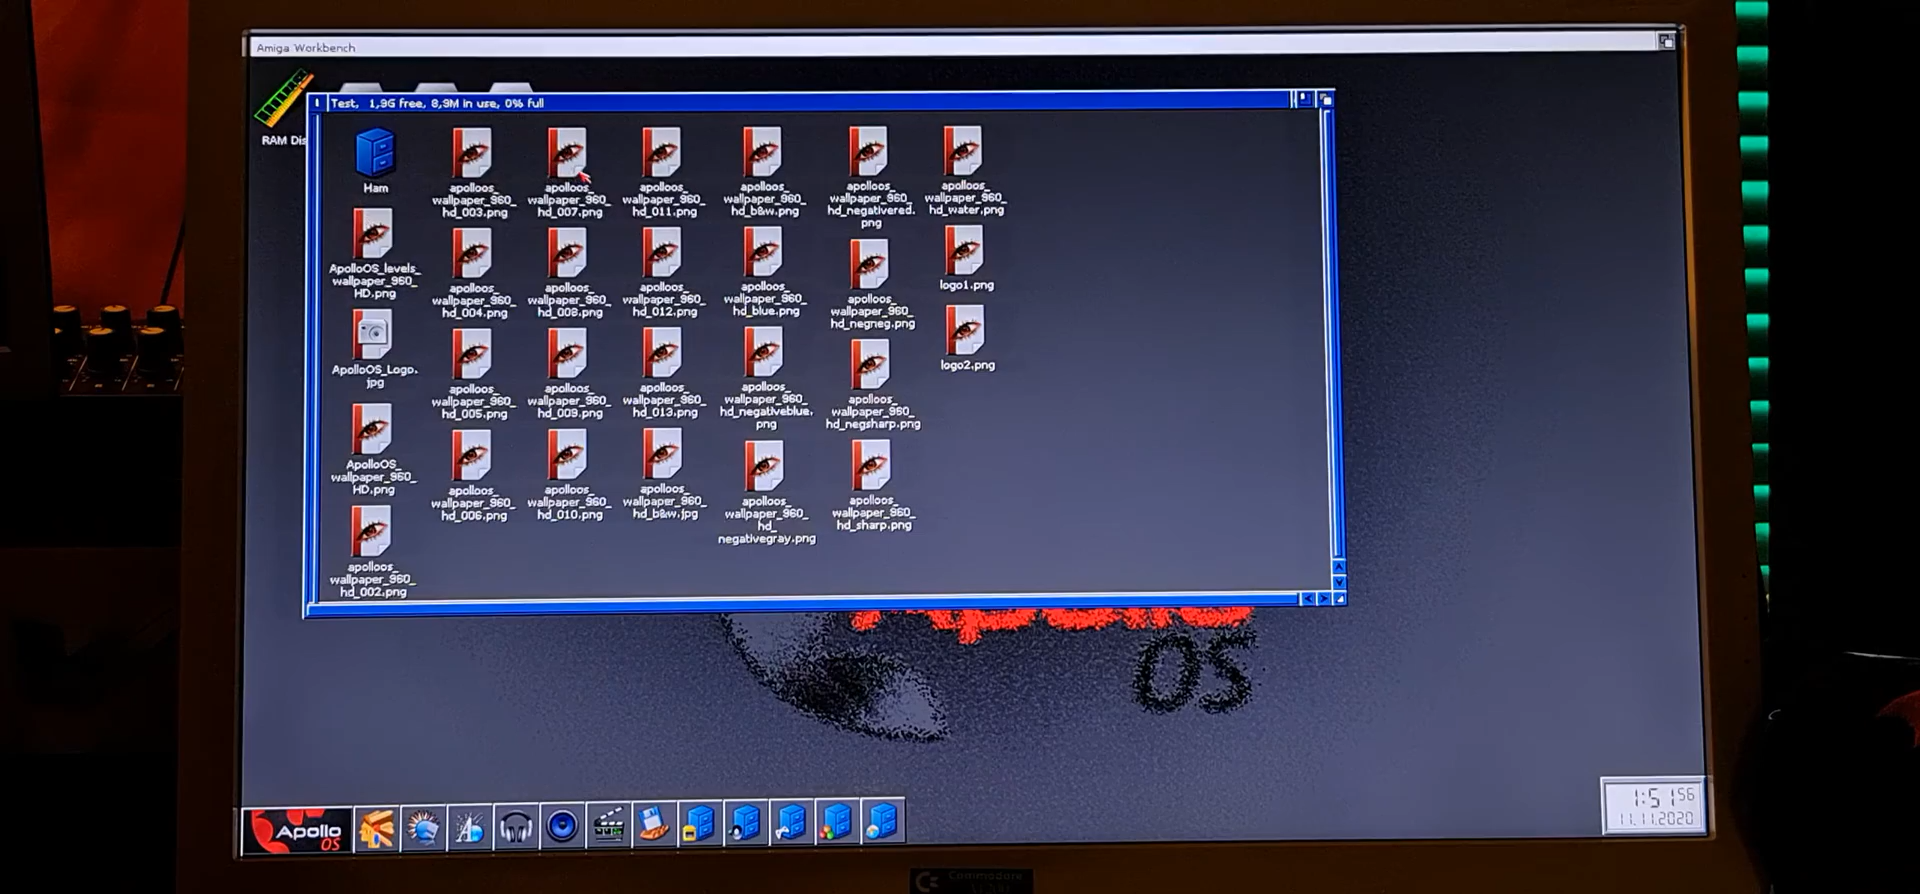 Amiga Workbench
RAM Dis
Test, 1,9G free, 8,9M in use, 0% full
Ham
ApolloOS_levels_
wallpaper_960_
HD.png
ApolloOS_Logo.
jpg
ApolloOS_
wallpaper_960_
HD.png
apolloos_
wallpaper_960_
hd_002.png
apolloos_
wallpaper_960_
hd_003.png
apolloos_
wallpaper_960_
hd_004.png
apolloos_
wallpaper_960_
hd_005.png
apolloos_
wallpaper_960_
hd_006.png
apolloos_
wallpaper_960_
hd_007.png
apolloos_
wallpaper_960_
hd_008.png
apolloos_
wallpaper_960_
hd_009.png
apolloos_
wallpaper_960_
hd_010.png
apolloos_
wallpaper_960_
hd_011.png
apolloos_
wallpaper_960_
hd_012.png
apolloos_
wallpaper_960_
hd_013.png
apolloos_
wallpaper_960_
hd_b&w.jpg
apolloos_
wallpaper_960_
hd_b&w.png
apolloos_
wallpaper_960_
hd_blue.png
apolloos_
wallpaper_960_
hd_negativeblue.
png
apolloos_
wallpaper_960_
hd_
negativegray.png
apolloos_
wallpaper_960_
hd_negativered.
png
apolloos_
wallpaper_960_
hd_negneg.png
apolloos_
wallpaper_960_
hd_negsharp.png
apolloos_
wallpaper_960_
hd_sharp.png
apolloos_
wallpaper_960_
hd_water.png
logo1.png
logo2.png
OS
Apollo
OS
1:51 56
11.11.2020
Commodore